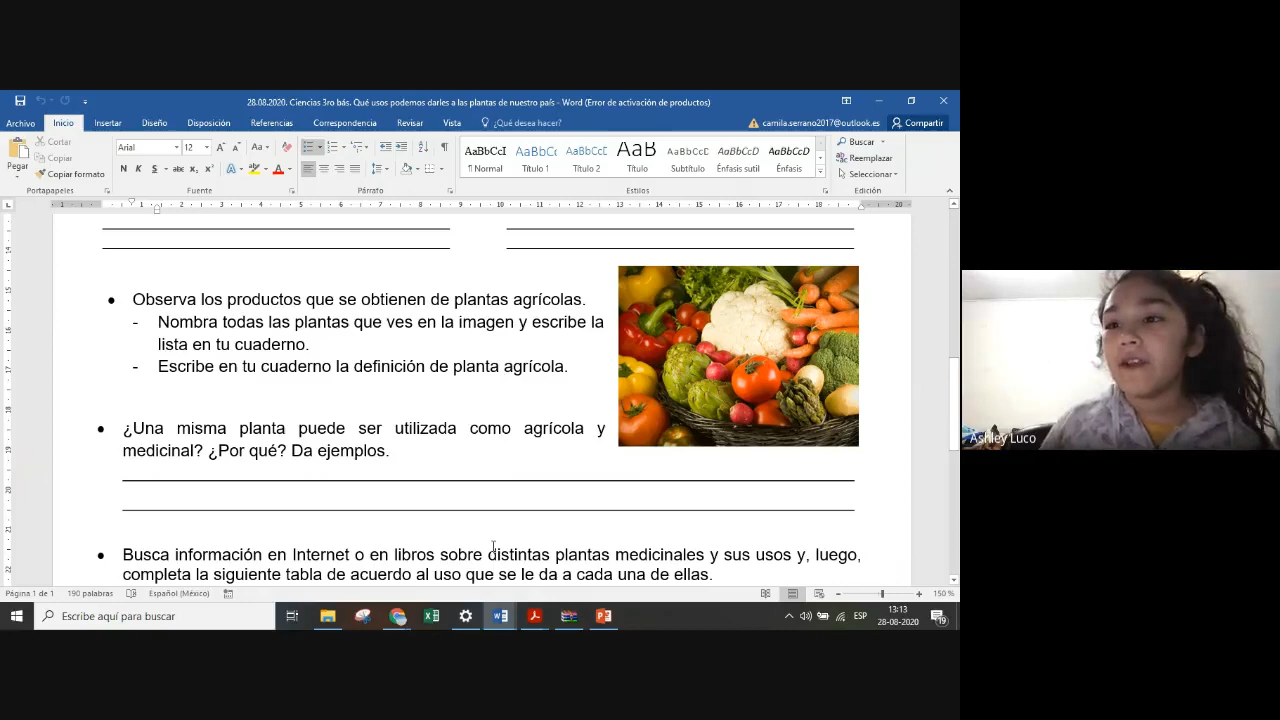 28.08.2020. Ciencias 3ro bás. Qué usos podemos darles a las plantas de nuestro país - Word (Error de activación de productos)
Archivo Inicio Insertar Diseño Disposición Referencias Correspondencia Revisar Vista ¿Qué desea hacer? camila.serrano2017@outlook.es Compartir
Pegar
Cortar
Copiar
Copiar formato
Portapapeles
Arial 12
N K S abc x₂ x²
Fuente
Párrafo
AaBbCcI AaBbCc AaBbCcE AaB AaBbCcD AaBbCcD AaBbCcD
¶ Normal Título 1 Título 2 Título Subtítulo Énfasis sutil Énfasis
Estilos
Buscar
Reemplazar
Seleccionar
Edición
• Observa los productos que se obtienen de plantas agrícolas.
- Nombra todas las plantas que ves en la imagen y escribe la
lista en tu cuaderno.
- Escribe en tu cuaderno la definición de planta agrícola.
• ¿Una misma planta puede ser utilizada como agrícola y
medicinal? ¿Por qué? Da ejemplos.
• Busca información en Internet o en libros sobre distintas plantas medicinales y sus usos y, luego,
completa la siguiente tabla de acuerdo al uso que se le da a cada una de ellas.
Página 1 de 1 190 palabras Español (México) 150 %
Escribe aquí para buscar
ESP
13:13
28-08-2020
19
Ashley Luco